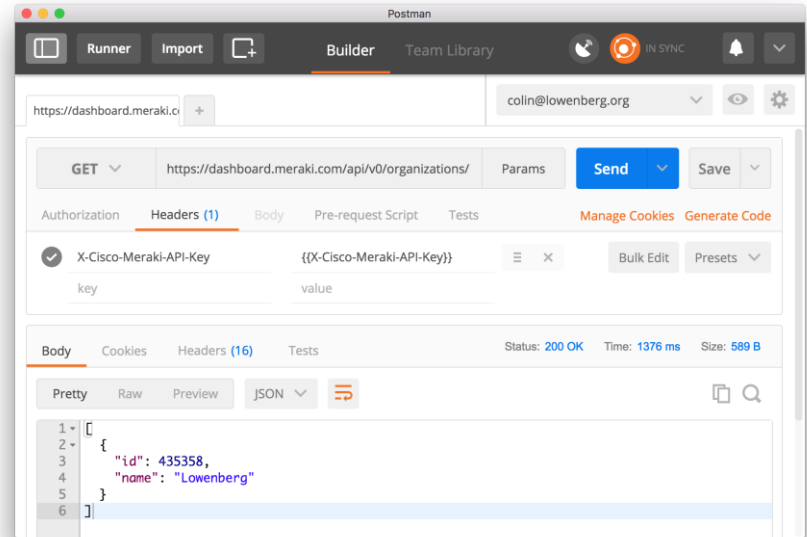 Postman
Runner Import Builder Team Library IN SYNC
https://dashboard.meraki.c + colin@lowenberg.org
GET https://dashboard.meraki.com/api/v0/organizations/ Params Send Save
Authorization Headers (1) Body Pre-request Script Tests Manage Cookies Generate Code
X-Cisco-Meraki-API-Key {{X-Cisco-Meraki-API-Key}} Bulk Edit Presets
key value
Body Cookies Headers (16) Tests Status: 200 OK Time: 1376 ms Size: 589 B
Pretty Raw Preview JSON
1 [
2 {
3 "id": 435358,
4 "name": "Lowenberg"
5 }
6 ]